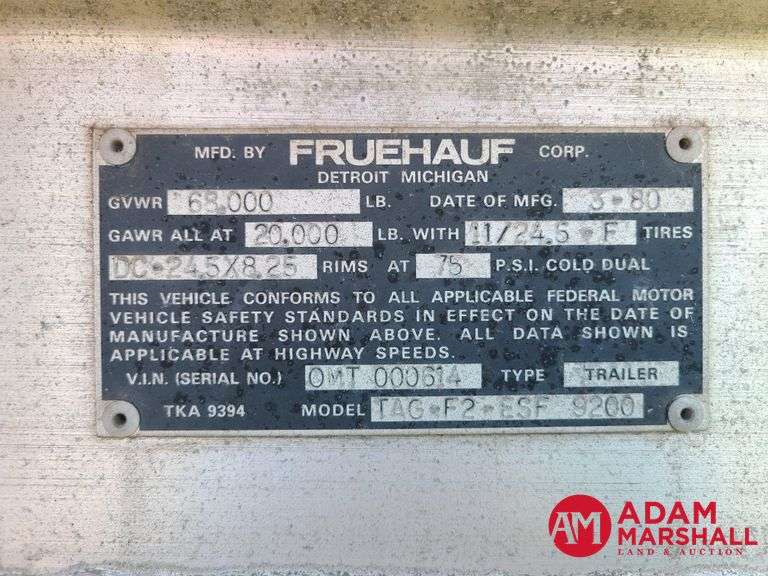 MFD. BY FRUEHAUF CORP.
DETROIT MICHIGAN
GVWR 68,000 LB. DATE OF MFG. 3-80
GAWR ALL AT 20,000 LB. WITH 11/24.5-F TIRES
DC-24.5X8.25 RIMS AT 75 P.S.I. COLD DUAL
THIS VEHICLE CONFORMS TO ALL APPLICABLE FEDERAL MOTOR
VEHICLE SAFETY STANDARDS IN EFFECT ON THE DATE OF
MANUFACTURE SHOWN ABOVE. ALL DATA SHOWN IS
APPLICABLE AT HIGHWAY SPEEDS.
V.I.N. (SERIAL NO.) OMT 000614 TYPE TRAILER
TKA 9394 MODEL TAG-F2-ESF 9200
AM ADAM
MARSHALL
LAND & AUCTION